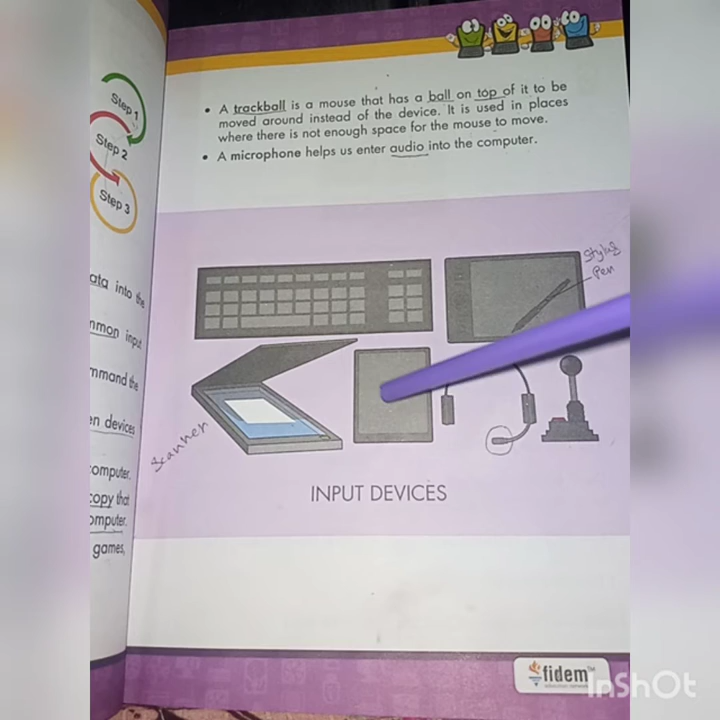 Step 1
Step 2
Step 3
ata into the
mmon input
mmand the
en devices
computer.
copy that
omputer.
games,
• A trackball is a mouse that has a ball on top of it to be
moved around instead of the device. It is used in places
where there is not enough space for the mouse to move.
• A microphone helps us enter audio into the computer.
Stylus
Pen
Scanner
INPUT DEVICES
fidem™
education network
InShOt